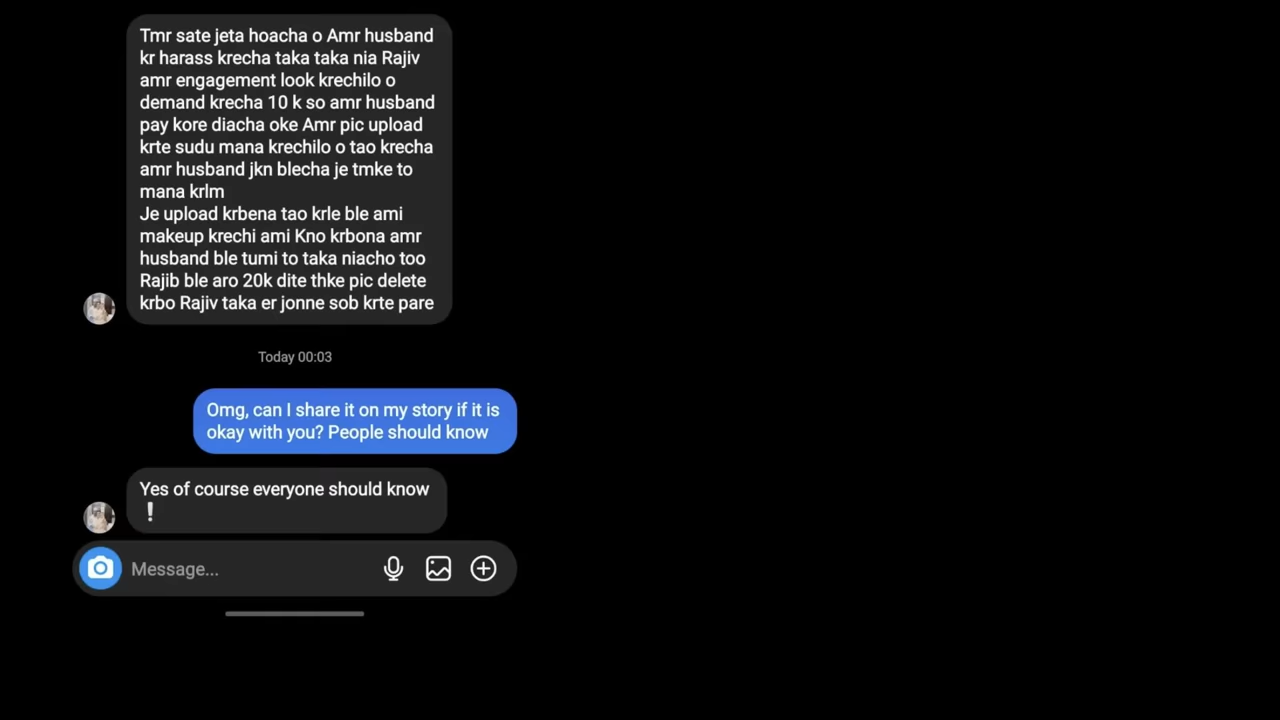 Tmr sate jeta hoacha o Amr husband
kr harass krecha taka taka nia Rajiv
amr engagement look krechilo o
demand krecha 10 k so amr husband
pay kore diacha oke Amr pic upload
krte sudu mana krechilo o tao krecha
amr husband jkn blecha je tmke to
mana krlm
Je upload krbena tao krle ble ami
makeup krechi ami Kno krbona amr
husband ble tumi to taka niacho too
Rajib ble aro 20k dite thke pic delete
krbo Rajiv taka er jonne sob krte pare
Today 00:03
Omg, can I share it on my story if it is
okay with you? People should know
Yes of course everyone should know
❗
Message...